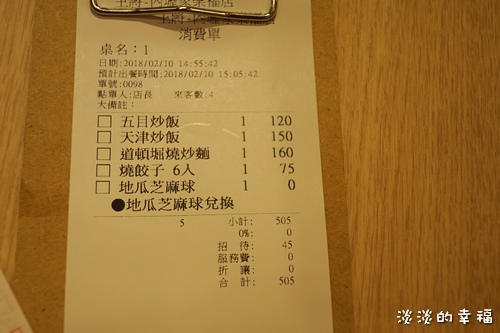 消費單
桌名:1
日期:2018/02/10 14:55:42
預計出餐時間:2018/02/10 15:05:42
單號:0098
點單人:店長 來客數:4
大備註:
五目炒飯 1 120
天津炒飯 1 150
道頓堀燒炒麵 1 160
燒餃子 6入 1 75
地瓜芝麻球 1 0
●地瓜芝麻球兌換
5 小計: 505
0%: 0
招 待: 45
服務費: 0
折 讓: 0
合 計: 505
淡淡的幸福